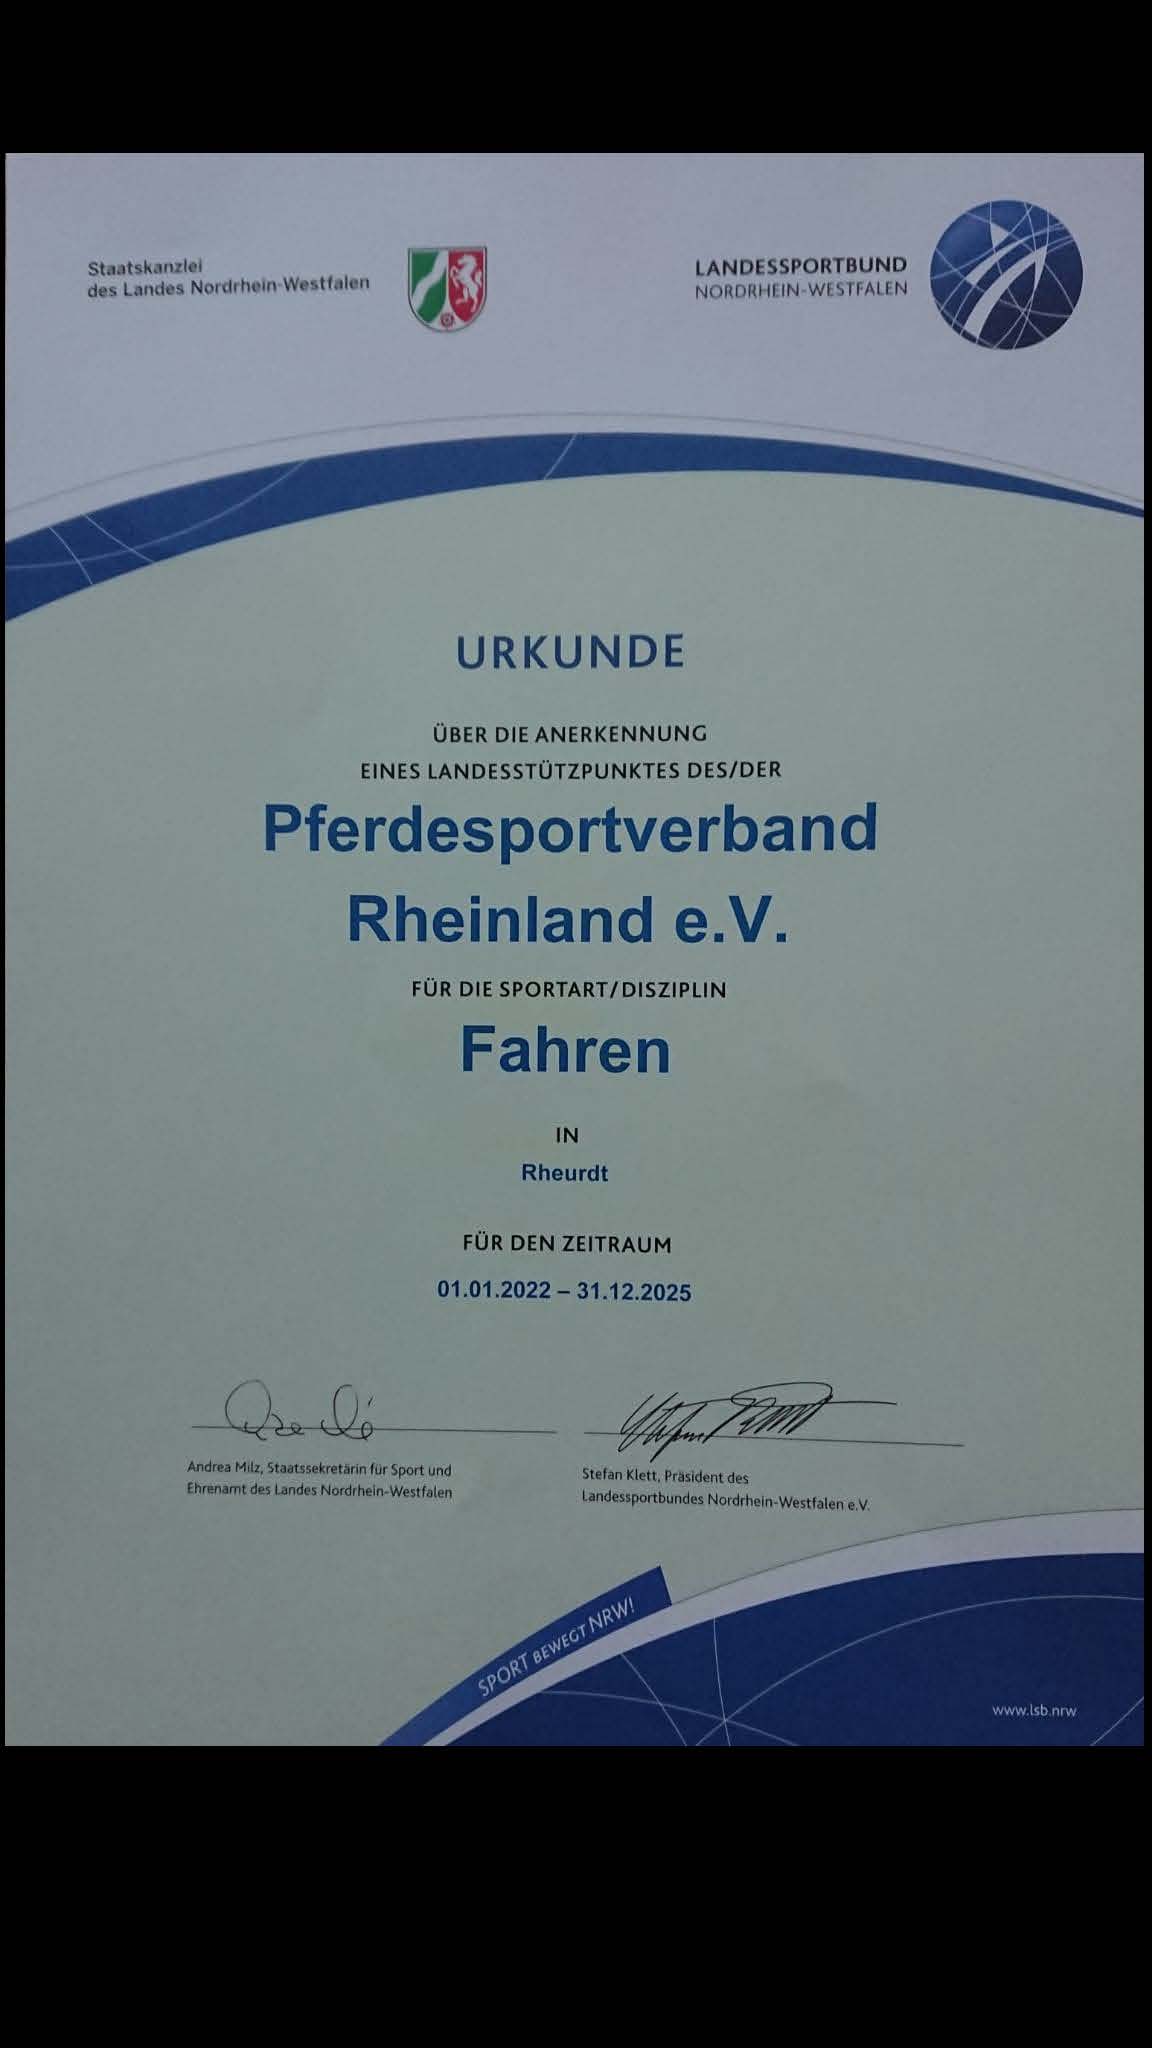 Staatskanzlei
des Landes Nordrhein-Westfalen
LANDESSPORTBUND
NORDRHEIN-WESTFALEN
URKUNDE
ÜBER DIE ANERKENNUNG
EINES LANDESSTÜTZPUNKTES DES/DER
Pferdesportverband
Rheinland e.V.
FÜR DIE SPORTART/DISZIPLIN
Fahren
IN
Rheurdt
FÜR DEN ZEITRAUM
01.01.2022 – 31.12.2025
Andrea Milz, Staatssekretärin für Sport und
Ehrenamt des Landes Nordrhein-Westfalen
Stefan Klett, Präsident des
Landessportbundes Nordrhein-Westfalen e.V.
SPORT BEWEGT NRW!
www.lsb.nrw